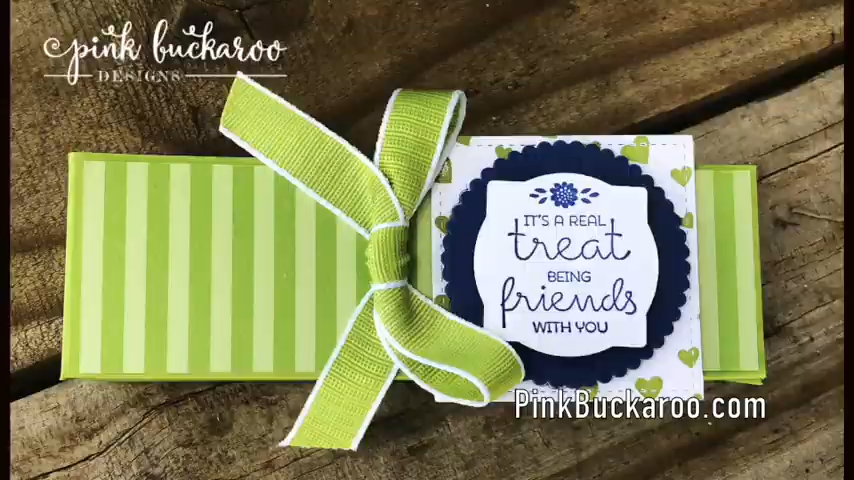 pink buckaroo
DESIGNS
IT'S A REAL
treat
BEING
friends
WITH YOU
PinkBuckaroo.com